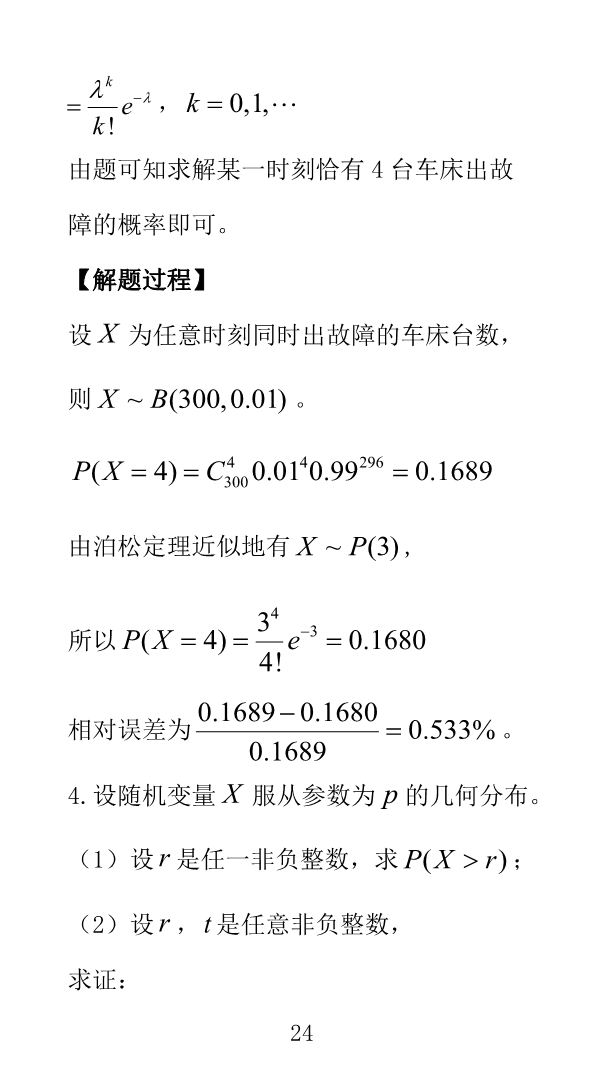 $=\frac{\lambda^k}{k!}e^{-\lambda}$，$k=0,1,\cdots$
由题可知求解某一时刻恰有 4 台车床出故
障的概率即可。
【解题过程】
设 $X$ 为任意时刻同时出故障的车床台数，
则 $X \sim B(300,0.01)$ 。
$P(X=4)=C_{300}^{4}0.01^{4}0.99^{296}=0.1689$
由泊松定理近似地有 $X \sim P(3)$,
所以 $P(X=4)=\frac{3^4}{4!}e^{-3}=0.1680$
相对误差为 $\frac{0.1689-0.1680}{0.1689}=0.533\%$ 。
4.设随机变量 $X$ 服从参数为 $p$ 的几何分布。
（1）设 $r$ 是任一非负整数，求 $P(X>r)$；
（2）设 $r$，$t$ 是任意非负整数，
求证：
24